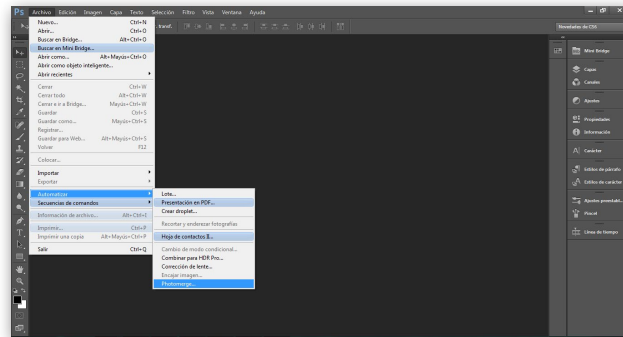 Ps Archivo Edición Imagen Capa Texto Selección Filtro Vista Ventana Ayuda
transf.
Novedades de CS6
Nuevo... Ctrl+N
Abrir... Ctrl+O
Buscar en Bridge... Alt+Ctrl+O
Buscar en Mini Bridge...
Abrir como... Alt+Mayús+Ctrl+O
Abrir como objeto inteligente...
Abrir recientes
Cerrar Ctrl+W
Cerrar todo Alt+Ctrl+W
Cerrar e ir a Bridge... Mayús+Ctrl+W
Guardar Ctrl+S
Guardar como... Mayús+Ctrl+S
Registrar...
Guardar para Web... Alt+Mayús+Ctrl+S
Volver F12
Colocar...
Importar
Exportar
Automatizar
Secuencias de comandos
Información de archivo... Alt+Ctrl+I
Imprimir... Ctrl+P
Imprimir una copia Alt+Mayús+Ctrl+P
Salir Ctrl+Q
Lote...
Presentación en PDF...
Crear droplet...
Recortar y enderezar fotografías
Hoja de contactos II...
Cambio de modo condicional...
Combinar para HDR Pro...
Corrección de lente...
Encajar imagen...
Photomerge...
Mini Bridge
Capas
Canales
Ajustes
Propiedades
Información
Carácter
Estilos de párrafo
Estilos de carácter
Ajustes preestabl...
Pincel
Línea de tiempo